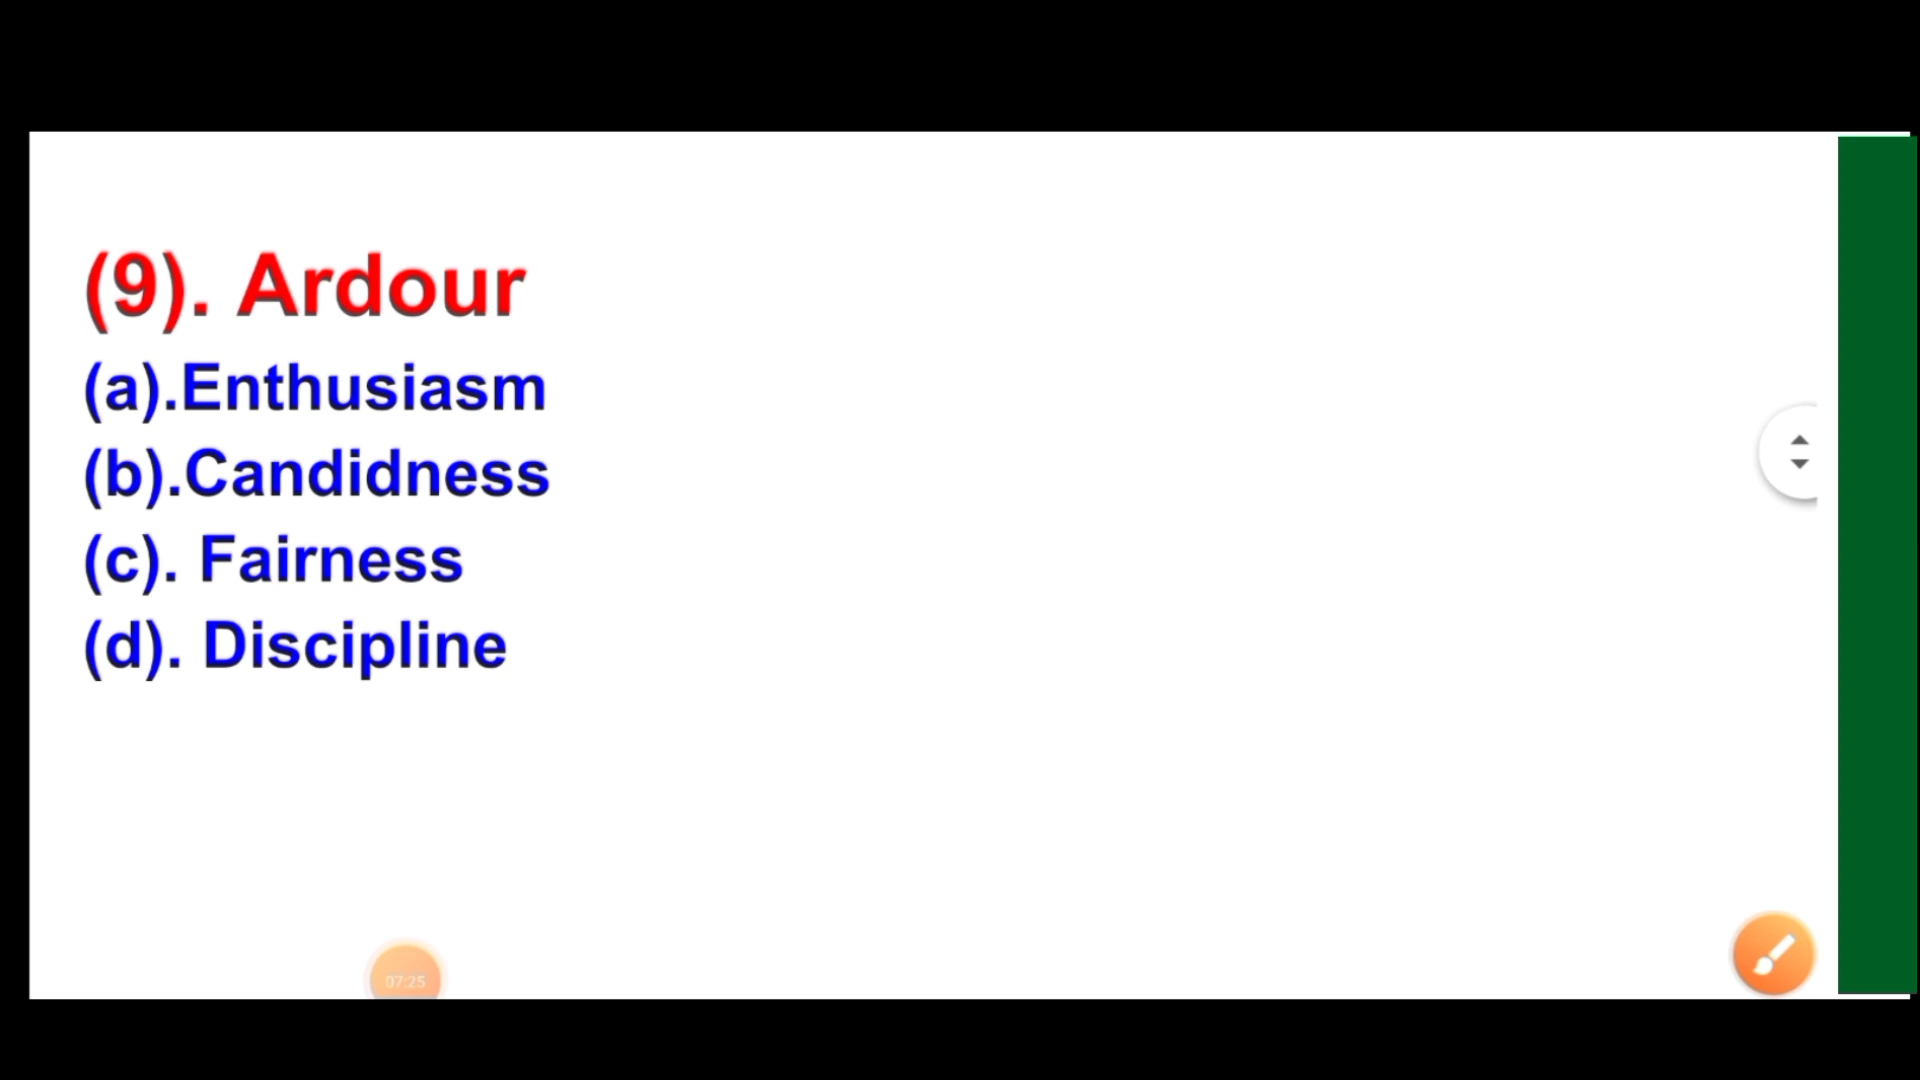 (9). Ardour
(a).Enthusiasm
(b).Candidness
(c). Fairness
(d). Discipline
07:25